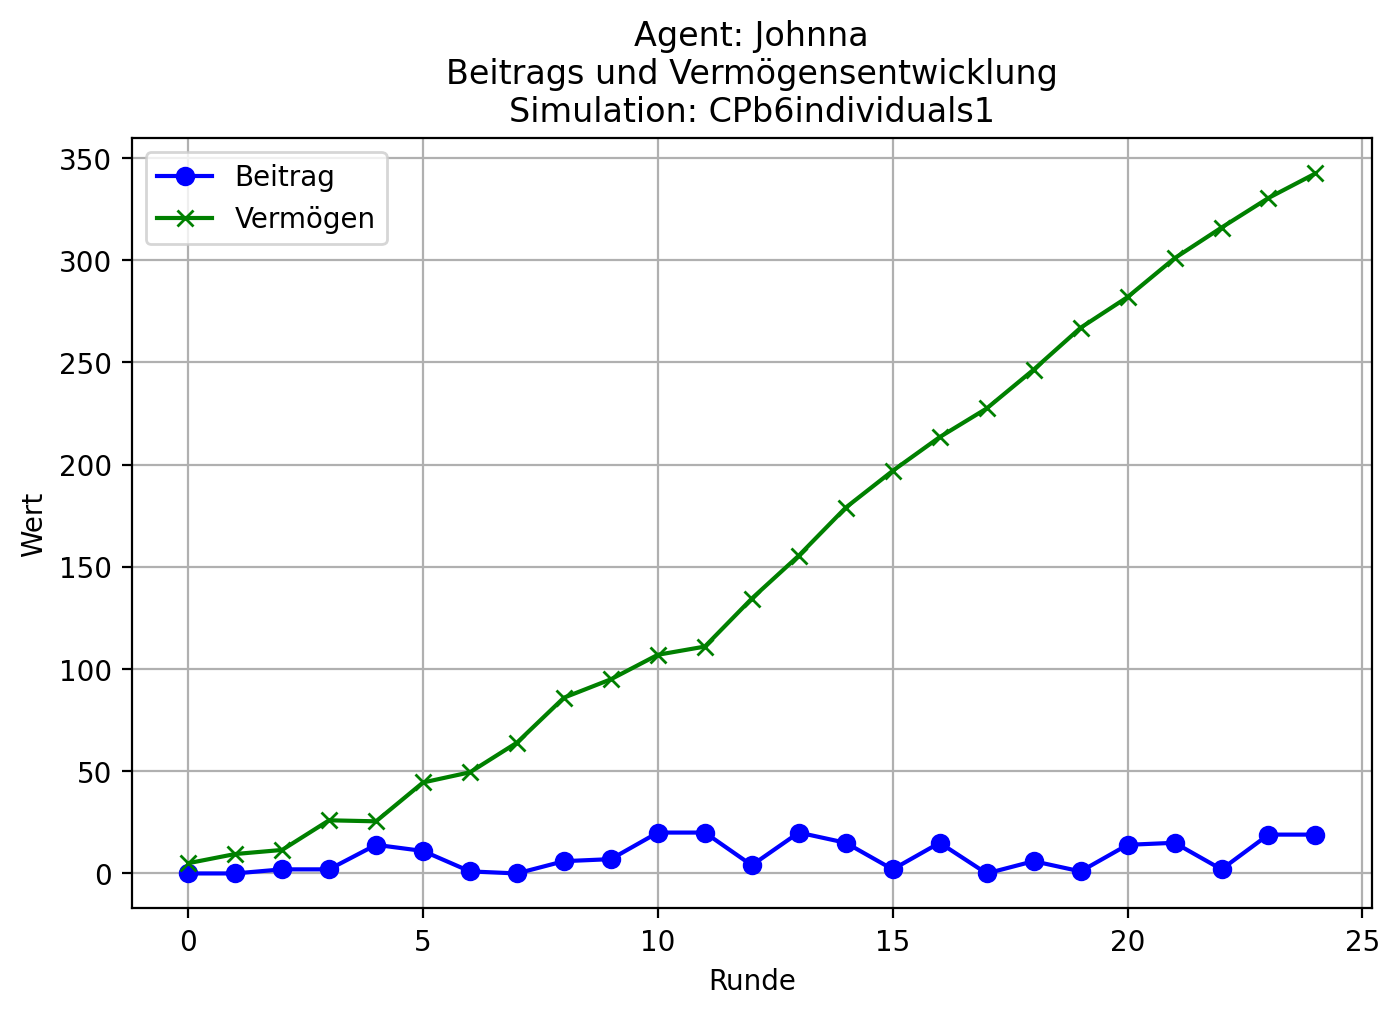 Agent: Johnna
Beitrags und Vermögensentwicklung
Simulation: CPb6individuals1
Beitrag
Vermögen
350
300
250
200
150
100
50
0
Wert
0 5 10 15 20 25
Runde